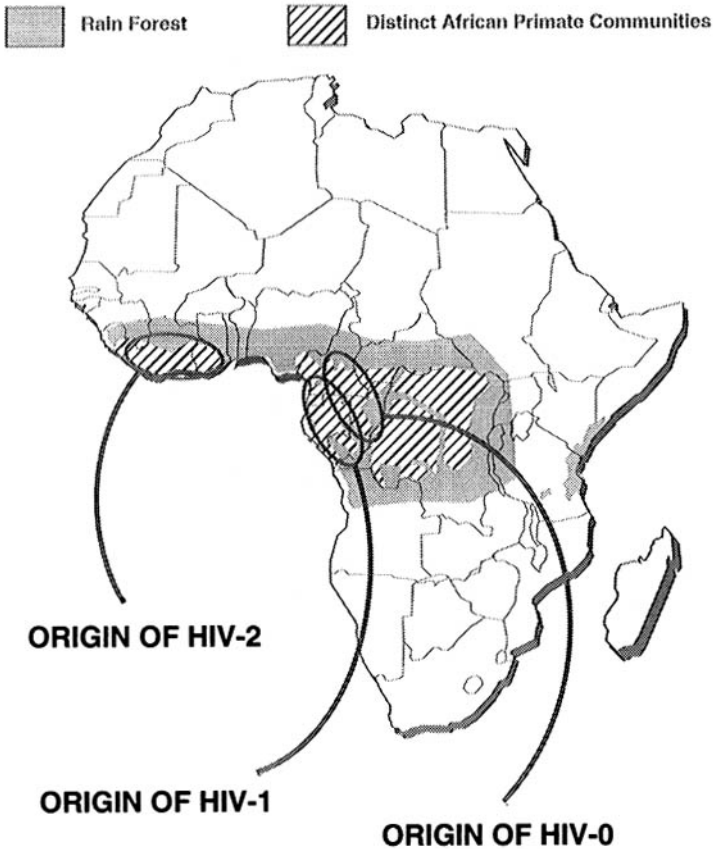 Rain Forest
Distinct African Primate Communities
ORIGIN OF HIV-2
ORIGIN OF HIV-1
ORIGIN OF HIV-0